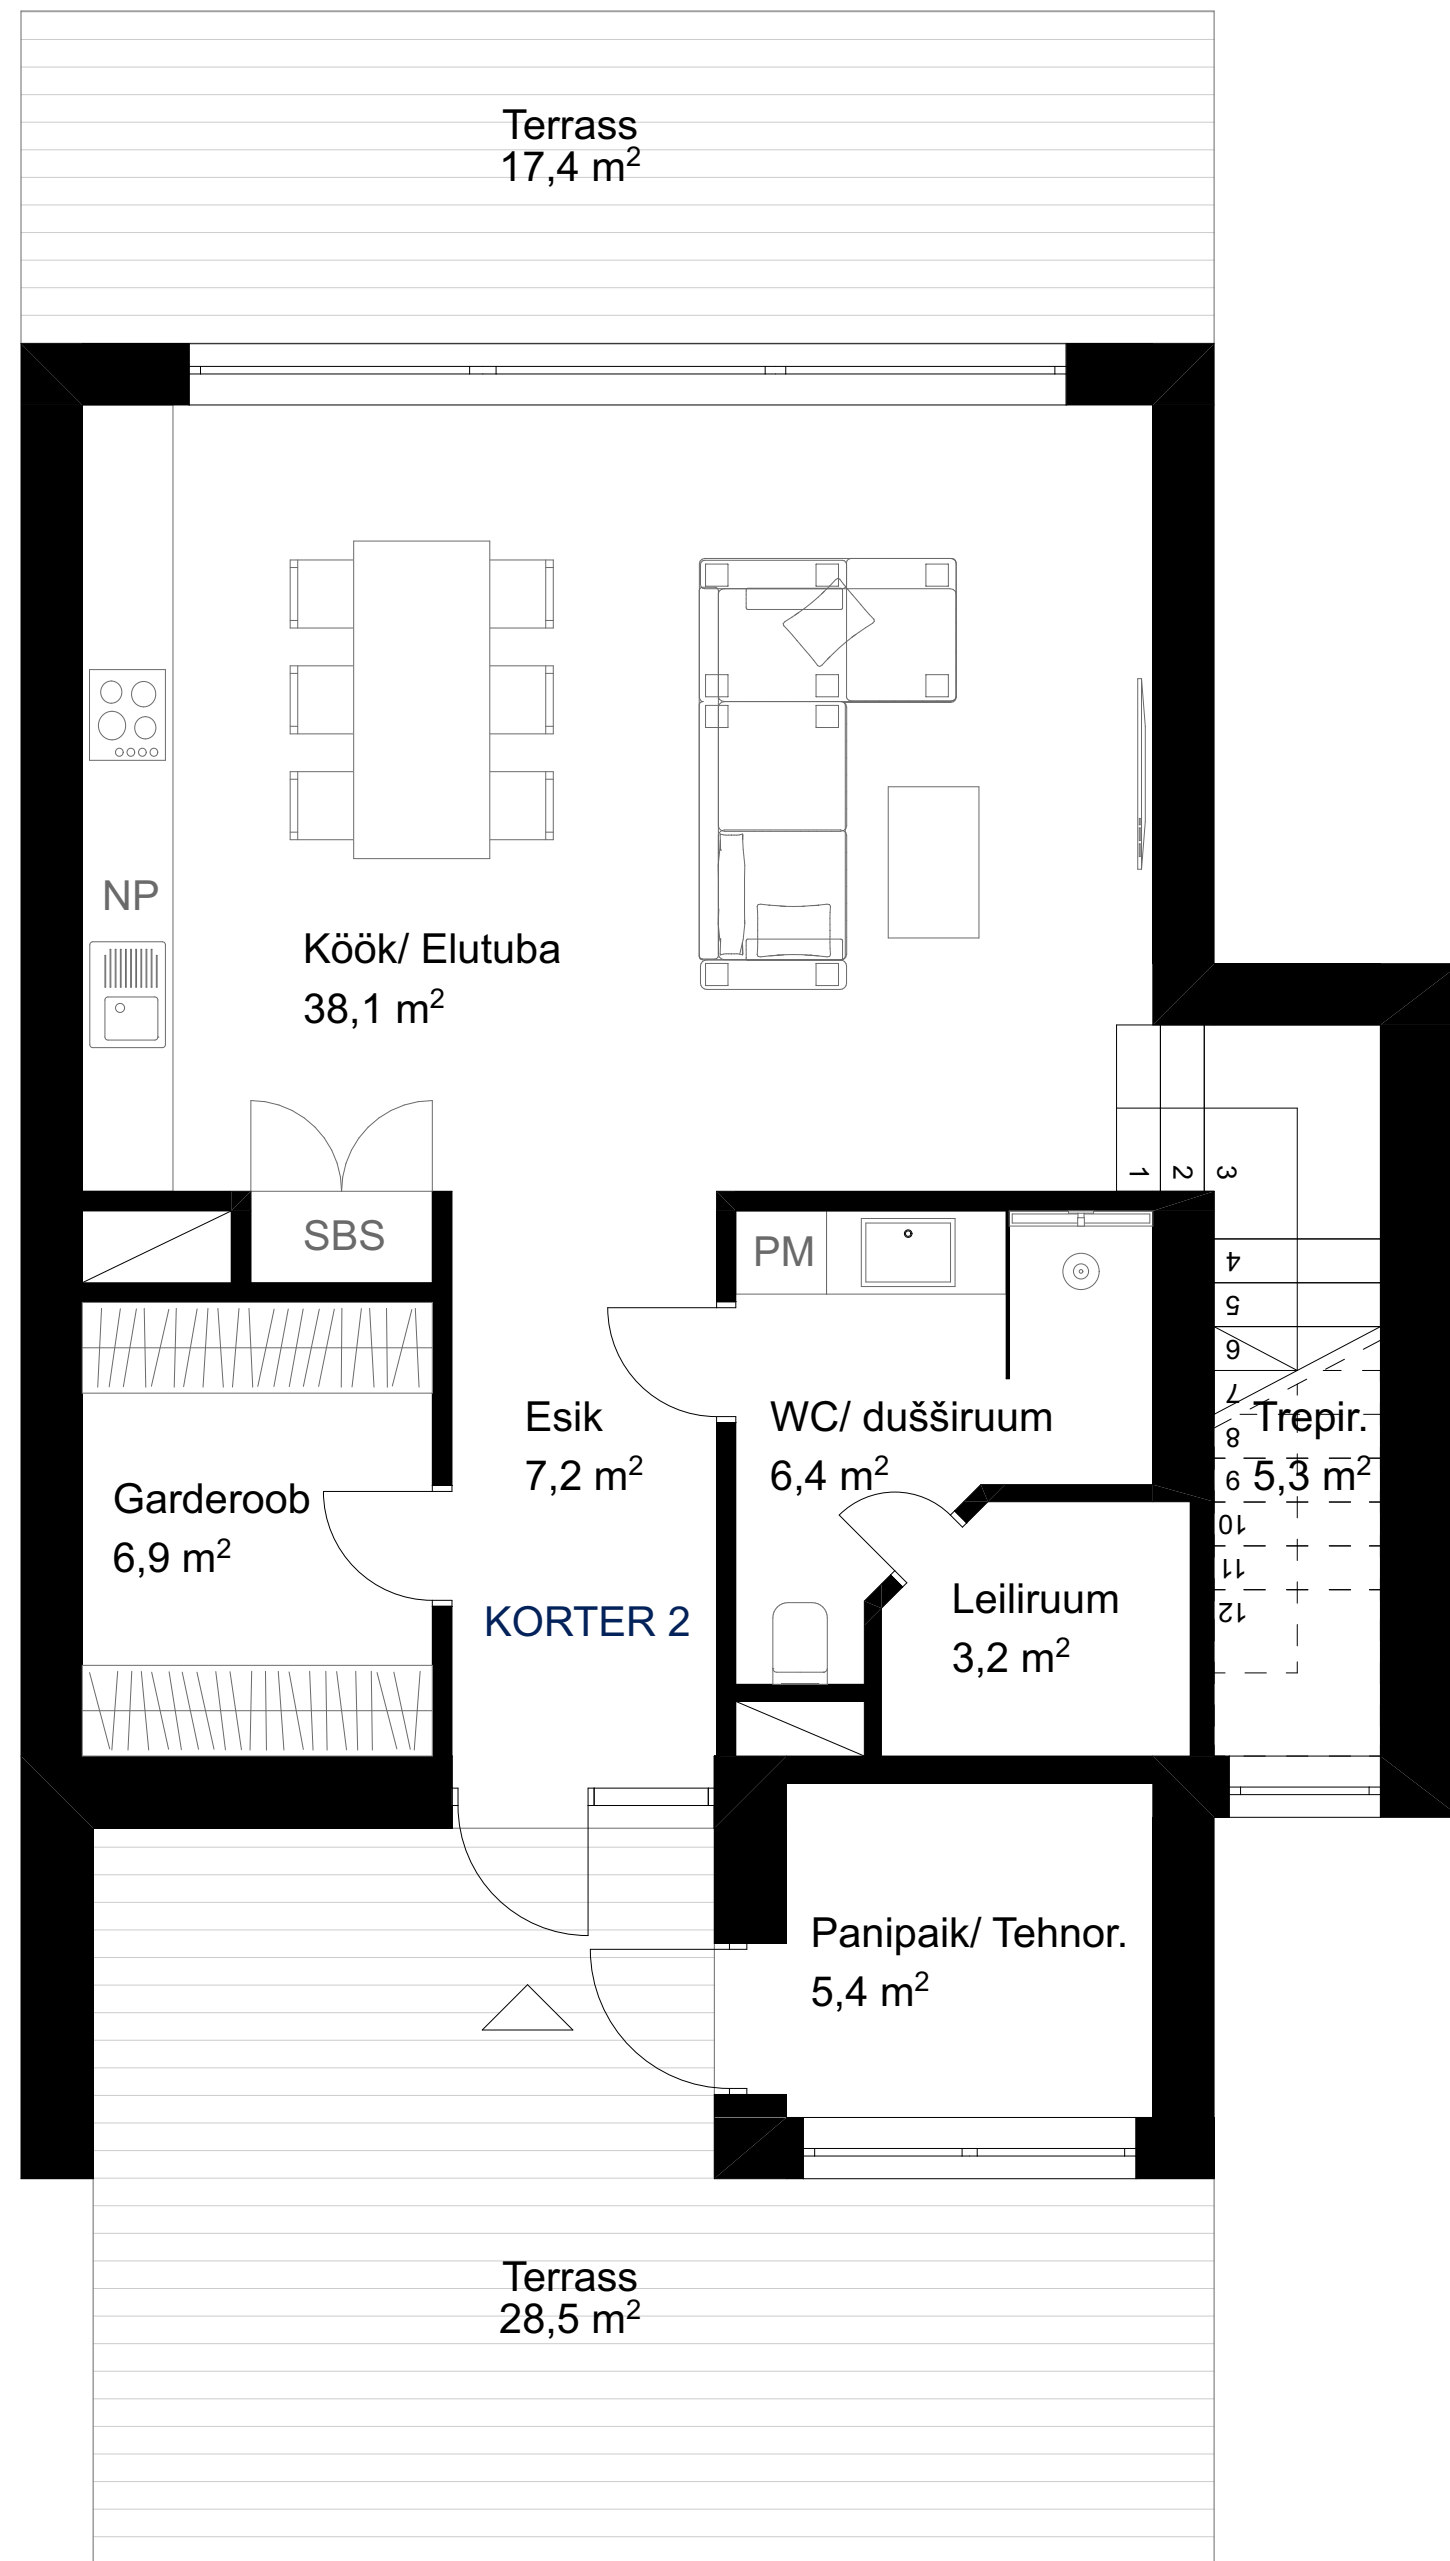 Terrass
17,4 m²
NP
Köök/ Elutuba
38,1 m²
1 2 3
SBS
PM
4
5
6
7
8
9
10
11
12
Esik
7,2 m²
WC/ dušširuum
6,4 m²
Trepir.
5,3 m²
Garderoob
6,9 m²
KORTER 2
Leiliruum
3,2 m²
Panipaik/ Tehnor.
5,4 m²
Terrass
28,5 m²